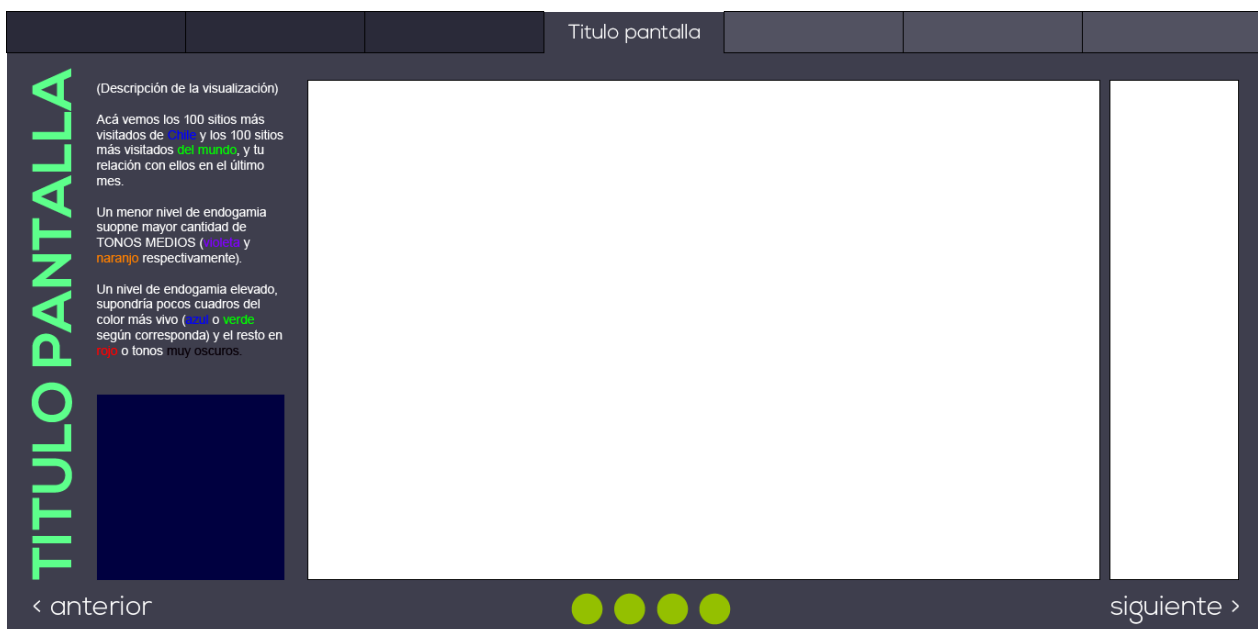 Titulo pantalla
TITULO PANTALLA
(Descripción de la visualización)
Acá vemos los 100 sitios más
visitados de Chile y los 100 sitios
más visitados del mundo, y tu
relación con ellos en el último
mes.
Un menor nivel de endogamia
suopne mayor cantidad de
TONOS MEDIOS (violeta y
naranjo respectivamente).
Un nivel de endogamia elevado,
supondría pocos cuadros del
color más vivo (azul o verde
según corresponda) y el resto en
rojo o tonos muy oscuros.
< anterior
siguiente >